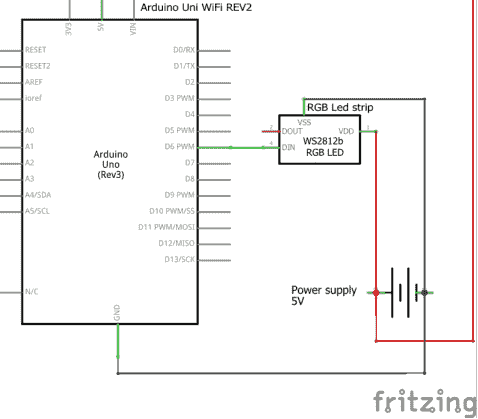 Arduino Uni WiFi REV2
3V3
5V
VIN
RESET
RESET2
AREF
ioref
A0
A1
A2
A3
A4/SDA
A5/SCL
N/C
D0/RX
D1/TX
D2
D3 PWM
D4
D5 PWM
D6 PWM
D7
D8
D9 PWM
D10 PWM/SS
D11 PWM/MOSI
D12/MISO
D13/SCK
Arduino
Uno
(Rev3)
GND
RGB Led strip
VSS
2
DOUT
VDD
1
WS2812b
4
DIN
RGB LED
Power supply
5V
fritzing